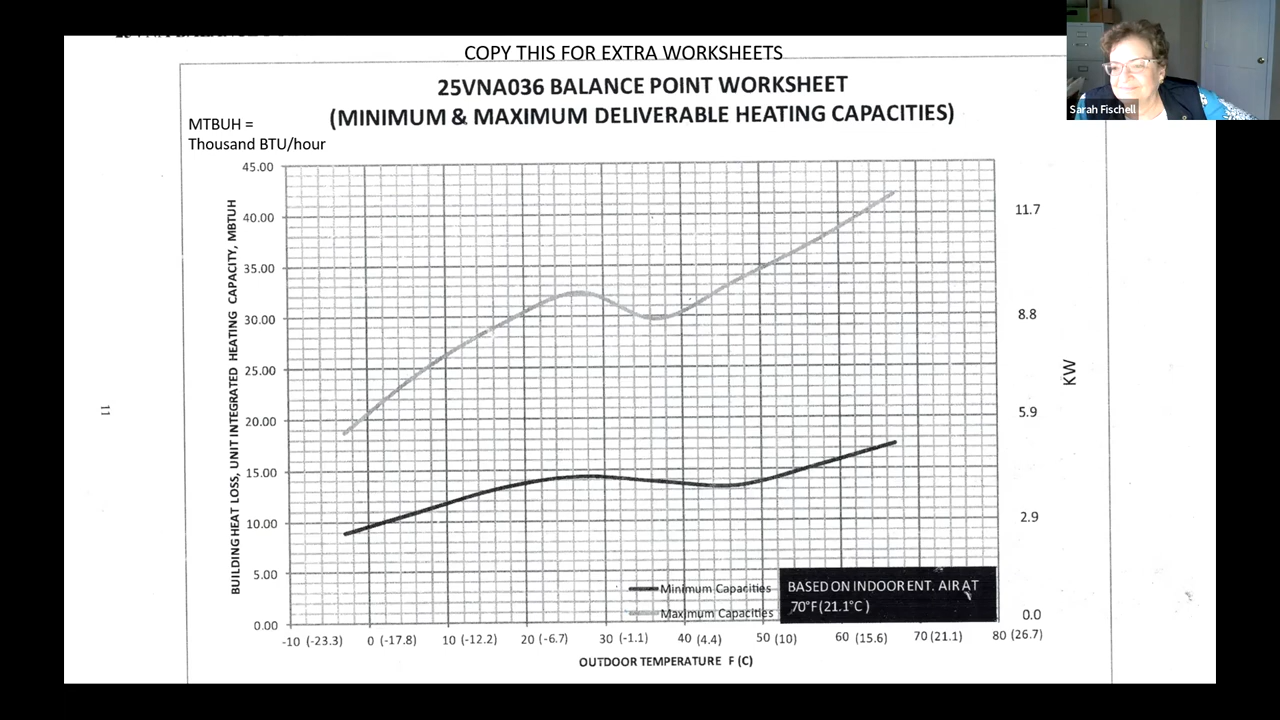 COPY THIS FOR EXTRA WORKSHEETS
Sarah Fischell
25VNA036 BALANCE POINT WORKSHEET
(MINIMUM & MAXIMUM DELIVERABLE HEATING CAPACITIES)
MTBUH =
Thousand BTU/hour
BUILDING HEAT LOSS, UNIT INTEGRATED HEATING CAPACITY, MBTUH
45.00
40.00
35.00
30.00
25.00
20.00
15.00
10.00
5.00
0.00
11.7
8.8
5.9
2.9
0.0
KW
11
Minimum Capacities
Maximum Capacities
BASED ON INDOOR ENT. AIR AT
70°F (21.1°C )
-10 (-23.3) 0 (-17.8) 10 (-12.2) 20 (-6.7) 30 (-1.1) 40 (4.4) 50 (10) 60 (15.6) 70 (21.1) 80 (26.7)
OUTDOOR TEMPERATURE F (C)